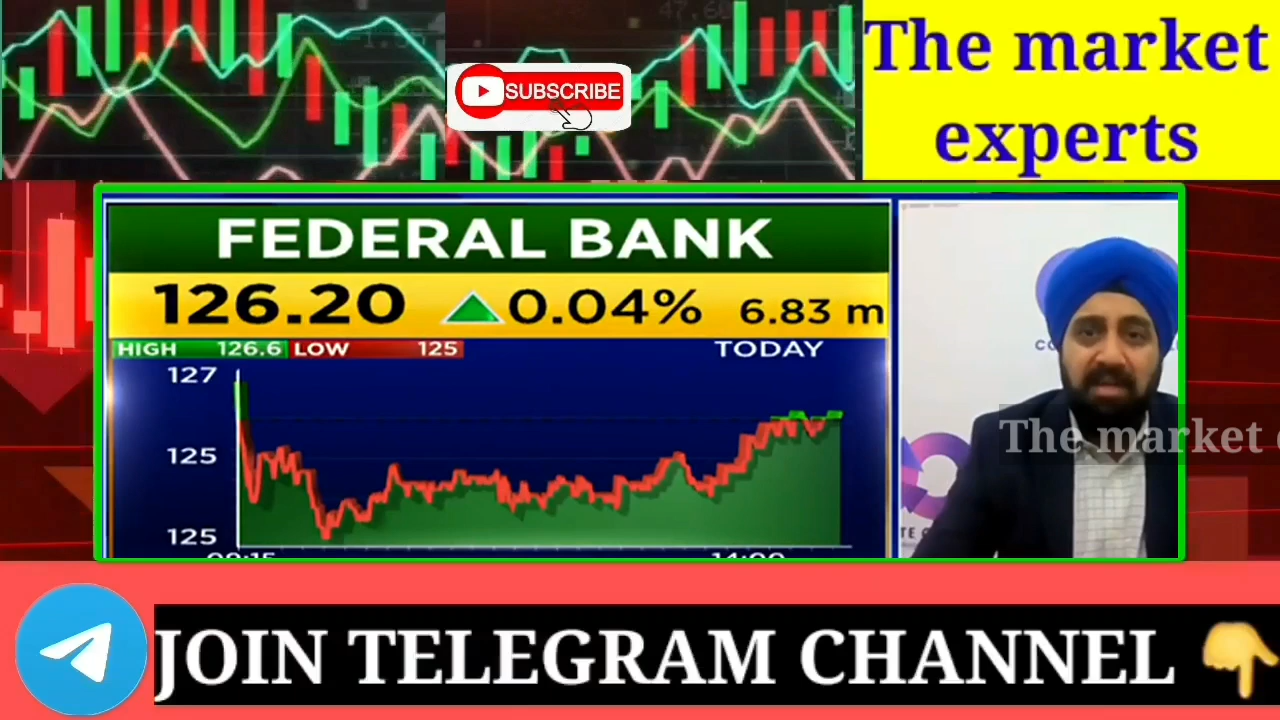 The market
experts
SUBSCRIBE
FEDERAL BANK
126.20 0.04% 6.83 m
HIGH 126.6 LOW 125 TODAY
127
125
125
The market
JOIN TELEGRAM CHANNEL